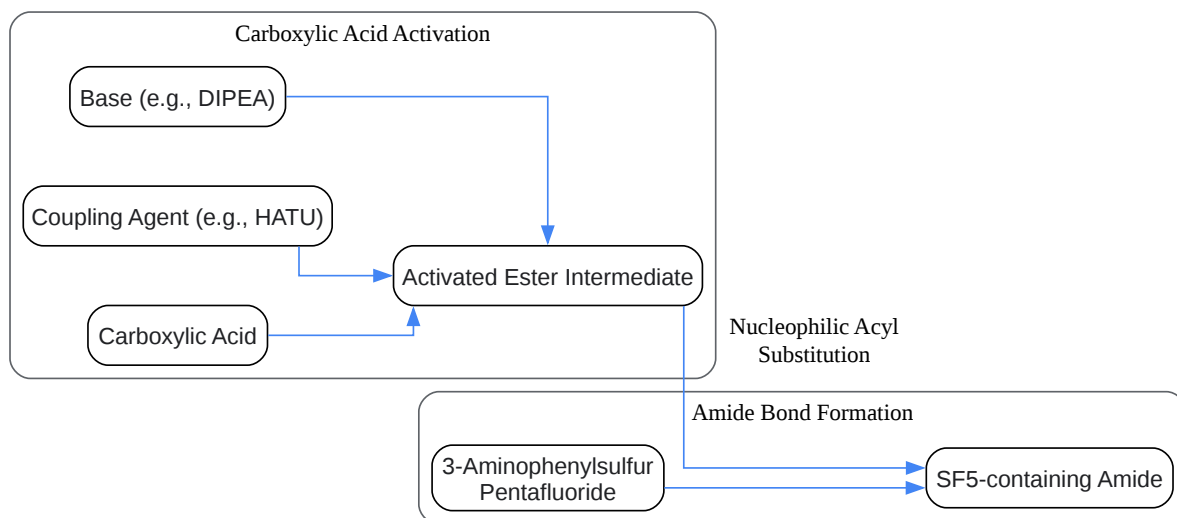 Carboxylic Acid Activation
Base (e.g., DIPEA)
Coupling Agent (e.g., HATU)
Activated Ester Intermediate
Carboxylic Acid
Nucleophilic Acyl
Substitution
Amide Bond Formation
3-Aminophenylsulfur
Pentafluoride
SF5-containing Amide